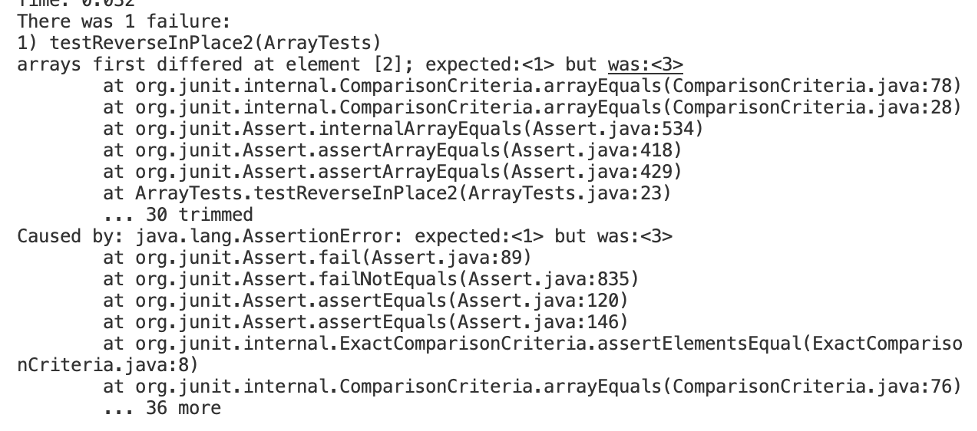 Time: 0.032
There was 1 failure:
1) testReverseInPlace2(ArrayTests)
arrays first differed at element [2]; expected:<1> but was:<3>
        at org.junit.internal.ComparisonCriteria.arrayEquals(ComparisonCriteria.java:78)
        at org.junit.internal.ComparisonCriteria.arrayEquals(ComparisonCriteria.java:28)
        at org.junit.Assert.internalArrayEquals(Assert.java:534)
        at org.junit.Assert.assertArrayEquals(Assert.java:418)
        at org.junit.Assert.assertArrayEquals(Assert.java:429)
        at ArrayTests.testReverseInPlace2(ArrayTests.java:23)
        ... 30 trimmed
Caused by: java.lang.AssertionError: expected:<1> but was:<3>
        at org.junit.Assert.fail(Assert.java:89)
        at org.junit.Assert.failNotEquals(Assert.java:835)
        at org.junit.Assert.assertEquals(Assert.java:120)
        at org.junit.Assert.assertEquals(Assert.java:146)
        at org.junit.internal.ExactComparisonCriteria.assertElementsEqual(ExactCompariso
nCriteria.java:8)
        at org.junit.internal.ComparisonCriteria.arrayEquals(ComparisonCriteria.java:76)
        ... 36 more